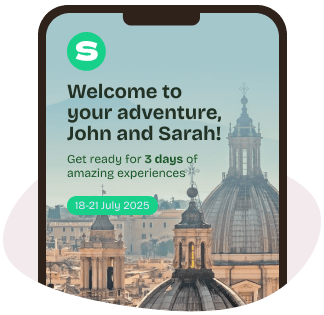 S
Welcome to
your adventure,
John and Sarah!
Get ready for 3 days of
amazing experiences
18-21 July 2025